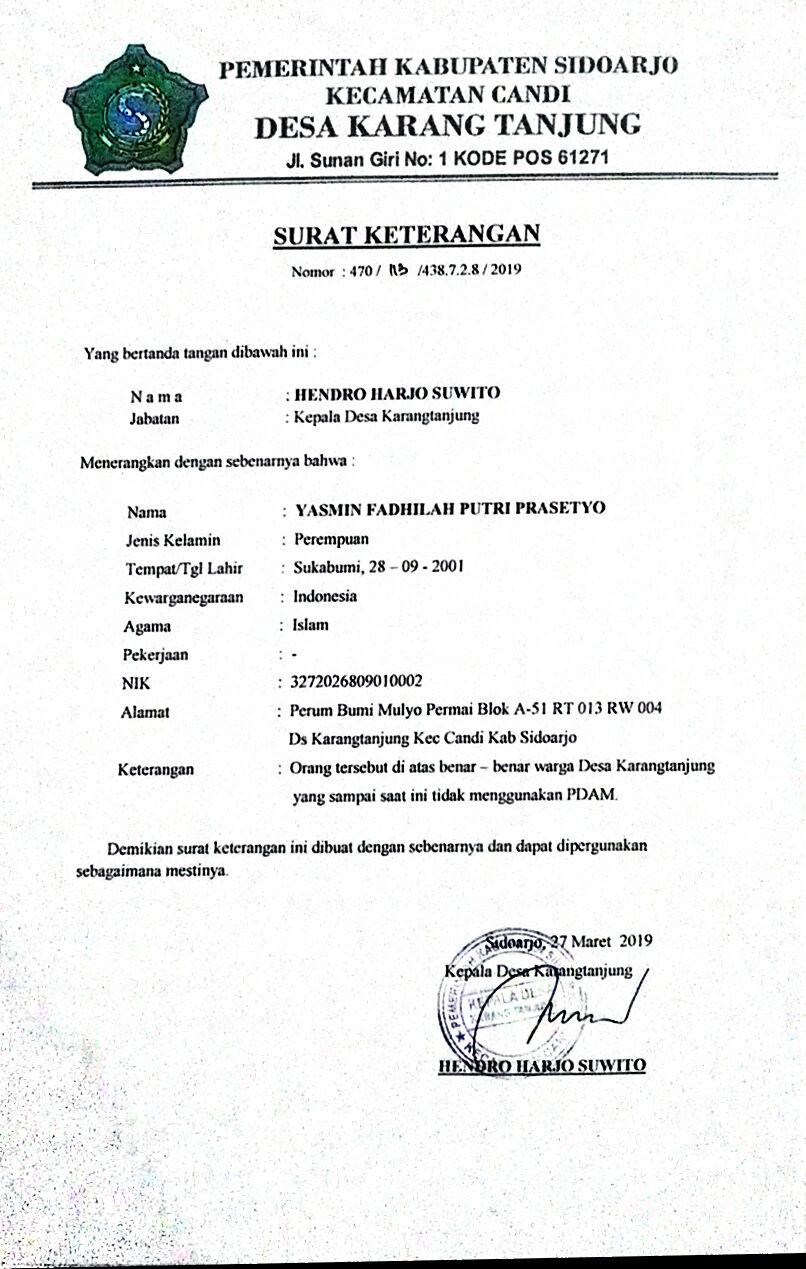 PEMERINTAH KABUPATEN SIDOARJO
KECAMATAN CANDI
DESA KARANG TANJUNG
Jl. Sunan Giri No: 1 KODE POS 61271
SURAT KETERANGAN
Nomor : 470 / 113 /438.7.2.8 / 2019
Yang bertanda tangan dibawah ini :
N a m a : HENDRO HARJO SUWITO
Jabatan : Kepala Desa Karangtanjung
Menerangkan dengan sebenarnya bahwa :
Nama : YASMIN FADHILAH PUTRI PRASETYO
Jenis Kelamin : Perempuan
Tempat/Tgl Lahir : Sukabumi, 28 – 09 - 2001
Kewarganegaraan : Indonesia
Agama : Islam
Pekerjaan : -
NIK : 3272026809010002
Alamat : Perum Bumi Mulyo Permai Blok A-51 RT 013 RW 004
Ds Karangtanjung Kec Candi Kab Sidoarjo
Keterangan : Orang tersebut di atas benar – benar warga Desa Karangtanjung
yang sampai saat ini tidak menggunakan PDAM.
Demikian surat keterangan ini dibuat dengan sebenarnya dan dapat dipergunakan
sebagaimana mestinya.
Sidoarjo, 27 Maret 2019
Kepala Desa Karangtanjung
HENDRO HARJO SUWITO